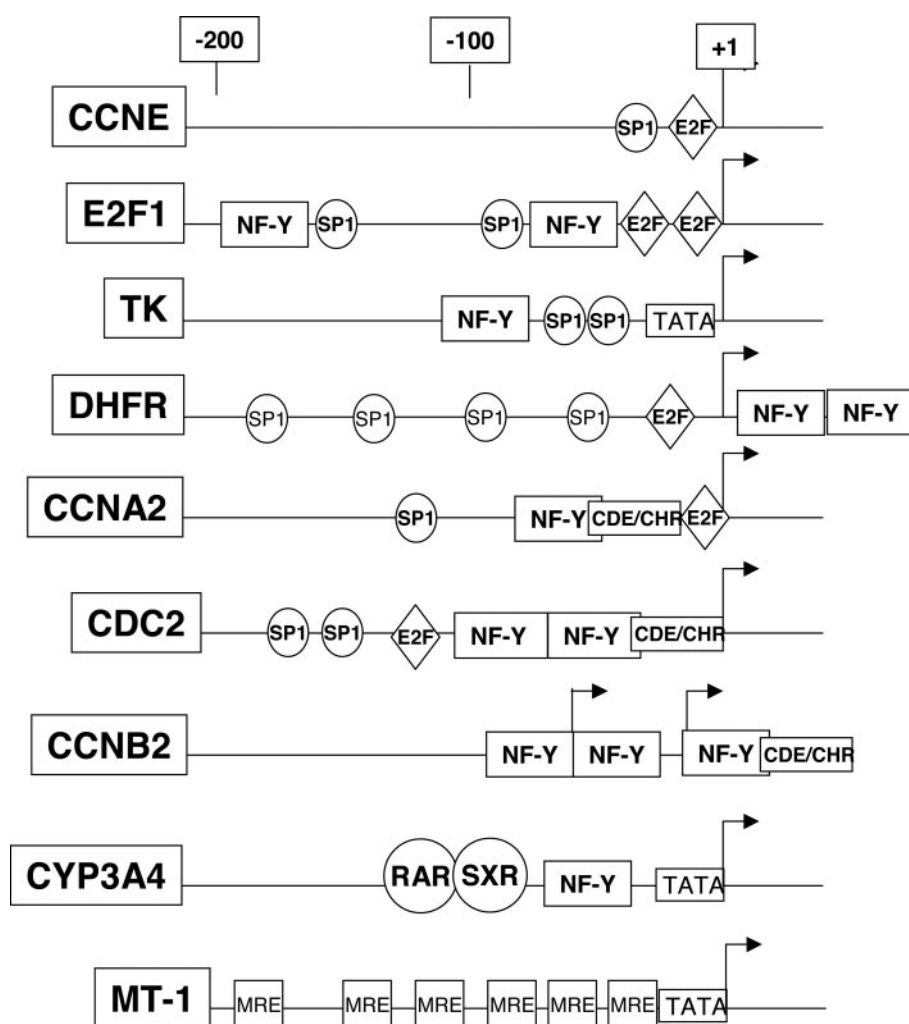 -200 -100 +1
CCNE SP1 E2F
E2F1 NF-Y SP1 SP1 NF-Y E2F E2F
TK NF-Y SP1 SP1 TATA
DHFR SP1 SP1 SP1 SP1 E2F NF-Y NF-Y
CCNA2 SP1 NF-Y CDE/CHR E2F
CDC2 SP1 SP1 E2F NF-Y NF-Y CDE/CHR
CCNB2 NF-Y NF-Y NF-Y CDE/CHR
CYP3A4 RAR SXR NF-Y TATA
MT-1 MRE MRE MRE MRE MRE MRE TATA